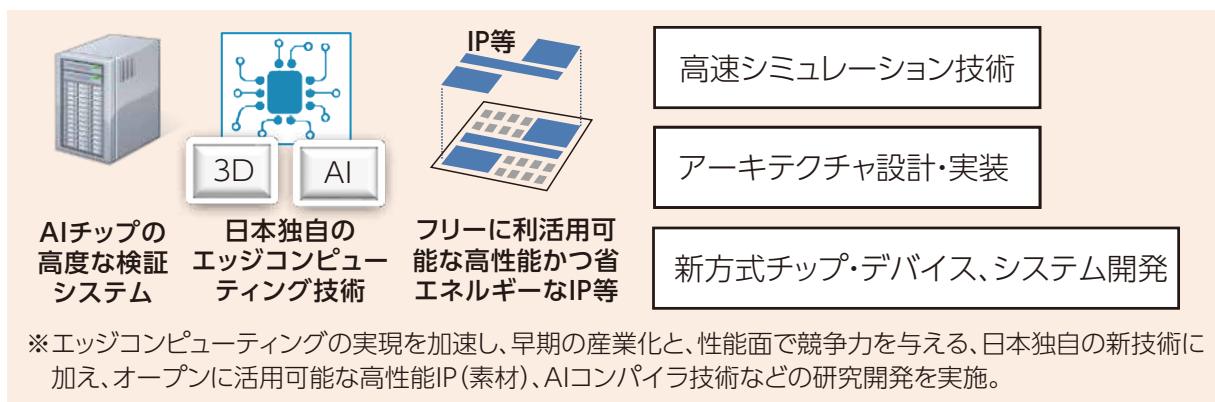 IP等
3D
AI
AIチップの
高度な検証
システム
日本独自の
エッジコンピュー
ティング技術
フリーに利活用可
能な高性能かつ省
エネルギーなIP等
高速シミュレーション技術
アーキテクチャ設計・実装
新方式チップ・デバイス、システム開発
※エッジコンピューティングの実現を加速し、早期の産業化と、性能面で競争力を与える、日本独自の新技術に
加え、オープンに活用可能な高性能IP(素材)、AIコンパイラ技術などの研究開発を実施。